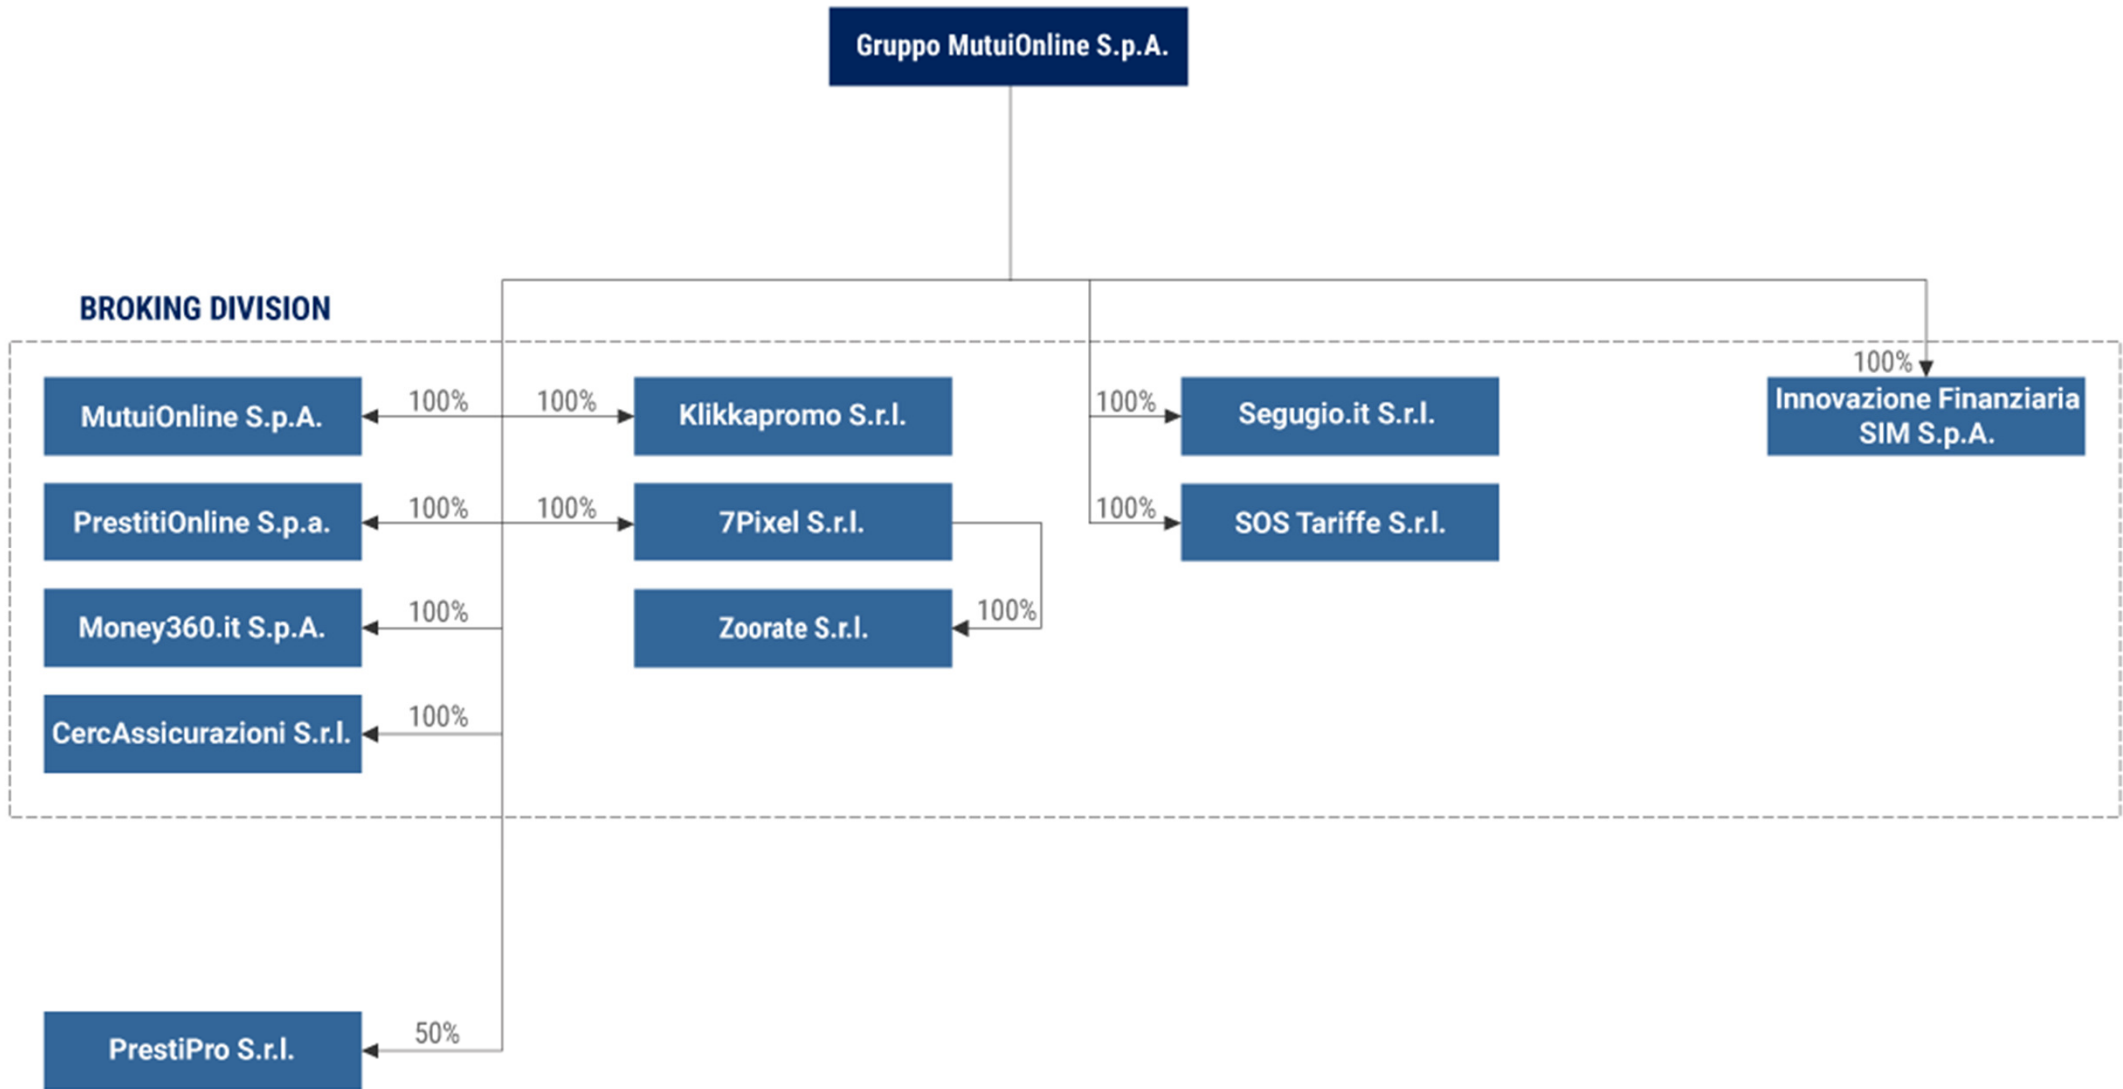 Gruppo MutuiOnline S.p.A.
BROKING DIVISION
100%
MutuiOnline S.p.A.
100%
100%
Klikkapromo S.r.l.
100%
Segugio.it S.r.l.
Innovazione Finanziaria
SIM S.p.A.
PrestitiOnline S.p.a.
100%
100%
7Pixel S.r.l.
100%
SOS Tariffe S.r.l.
Money360.it S.p.A.
100%
Zoorate S.r.l.
100%
CercAssicurazioni S.r.l.
100%
PrestiPro S.r.l.
50%